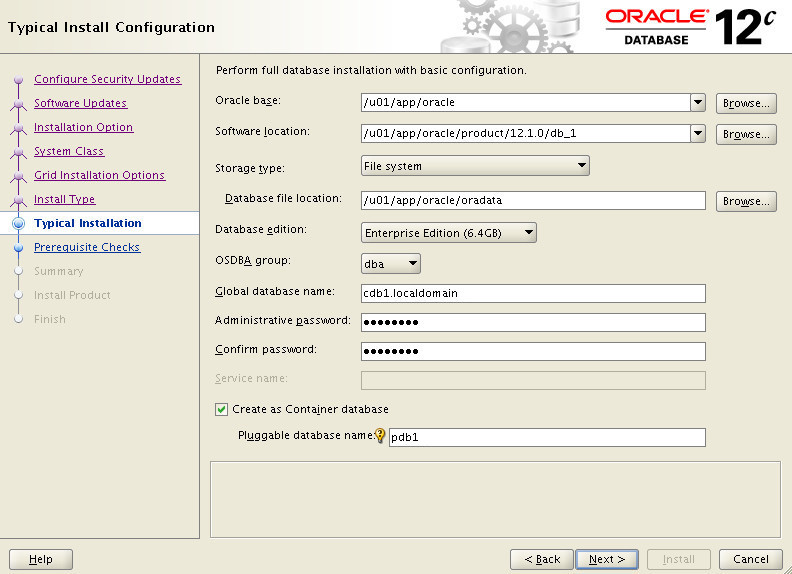 Typical Install Configuration
ORACLE®
DATABASE
12c
Configure Security Updates
Software Updates
Installation Option
System Class
Grid Installation Options
Install Type
Typical Installation
Prerequisite Checks
Summary
Install Product
Finish
Perform full database installation with basic configuration.
Oracle base: /u01/app/oracle Browse...
Software location: /u01/app/oracle/product/12.1.0/db_1 Browse...
Storage type: File system
Database file location: /u01/app/oracle/oradata Browse...
Database edition: Enterprise Edition (6.4GB)
OSDBA group: dba
Global database name: cdb1.localdomain
Administrative password: ●●●●●●●●
Confirm password: ●●●●●●●●
Service name:
Create as Container database
Pluggable database name: pdb1
Help < Back Next > Install Cancel